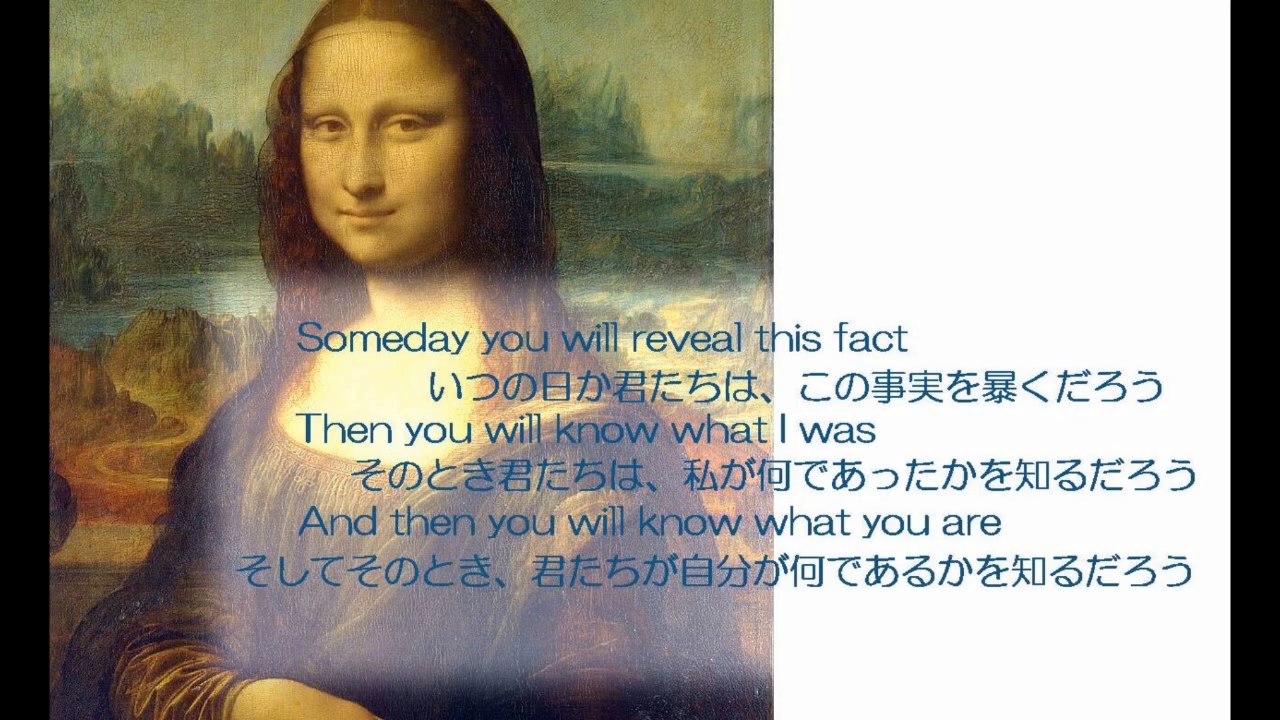 Someday you will reveal this fact
いつの日か君たちは、この事実を暴くだろう
Then you will know what I was
そのとき君たちは、私が何であったかを知るだろう
And then you will know what you are
そしてそのとき、君たちが自分が何であるかを知るだろう